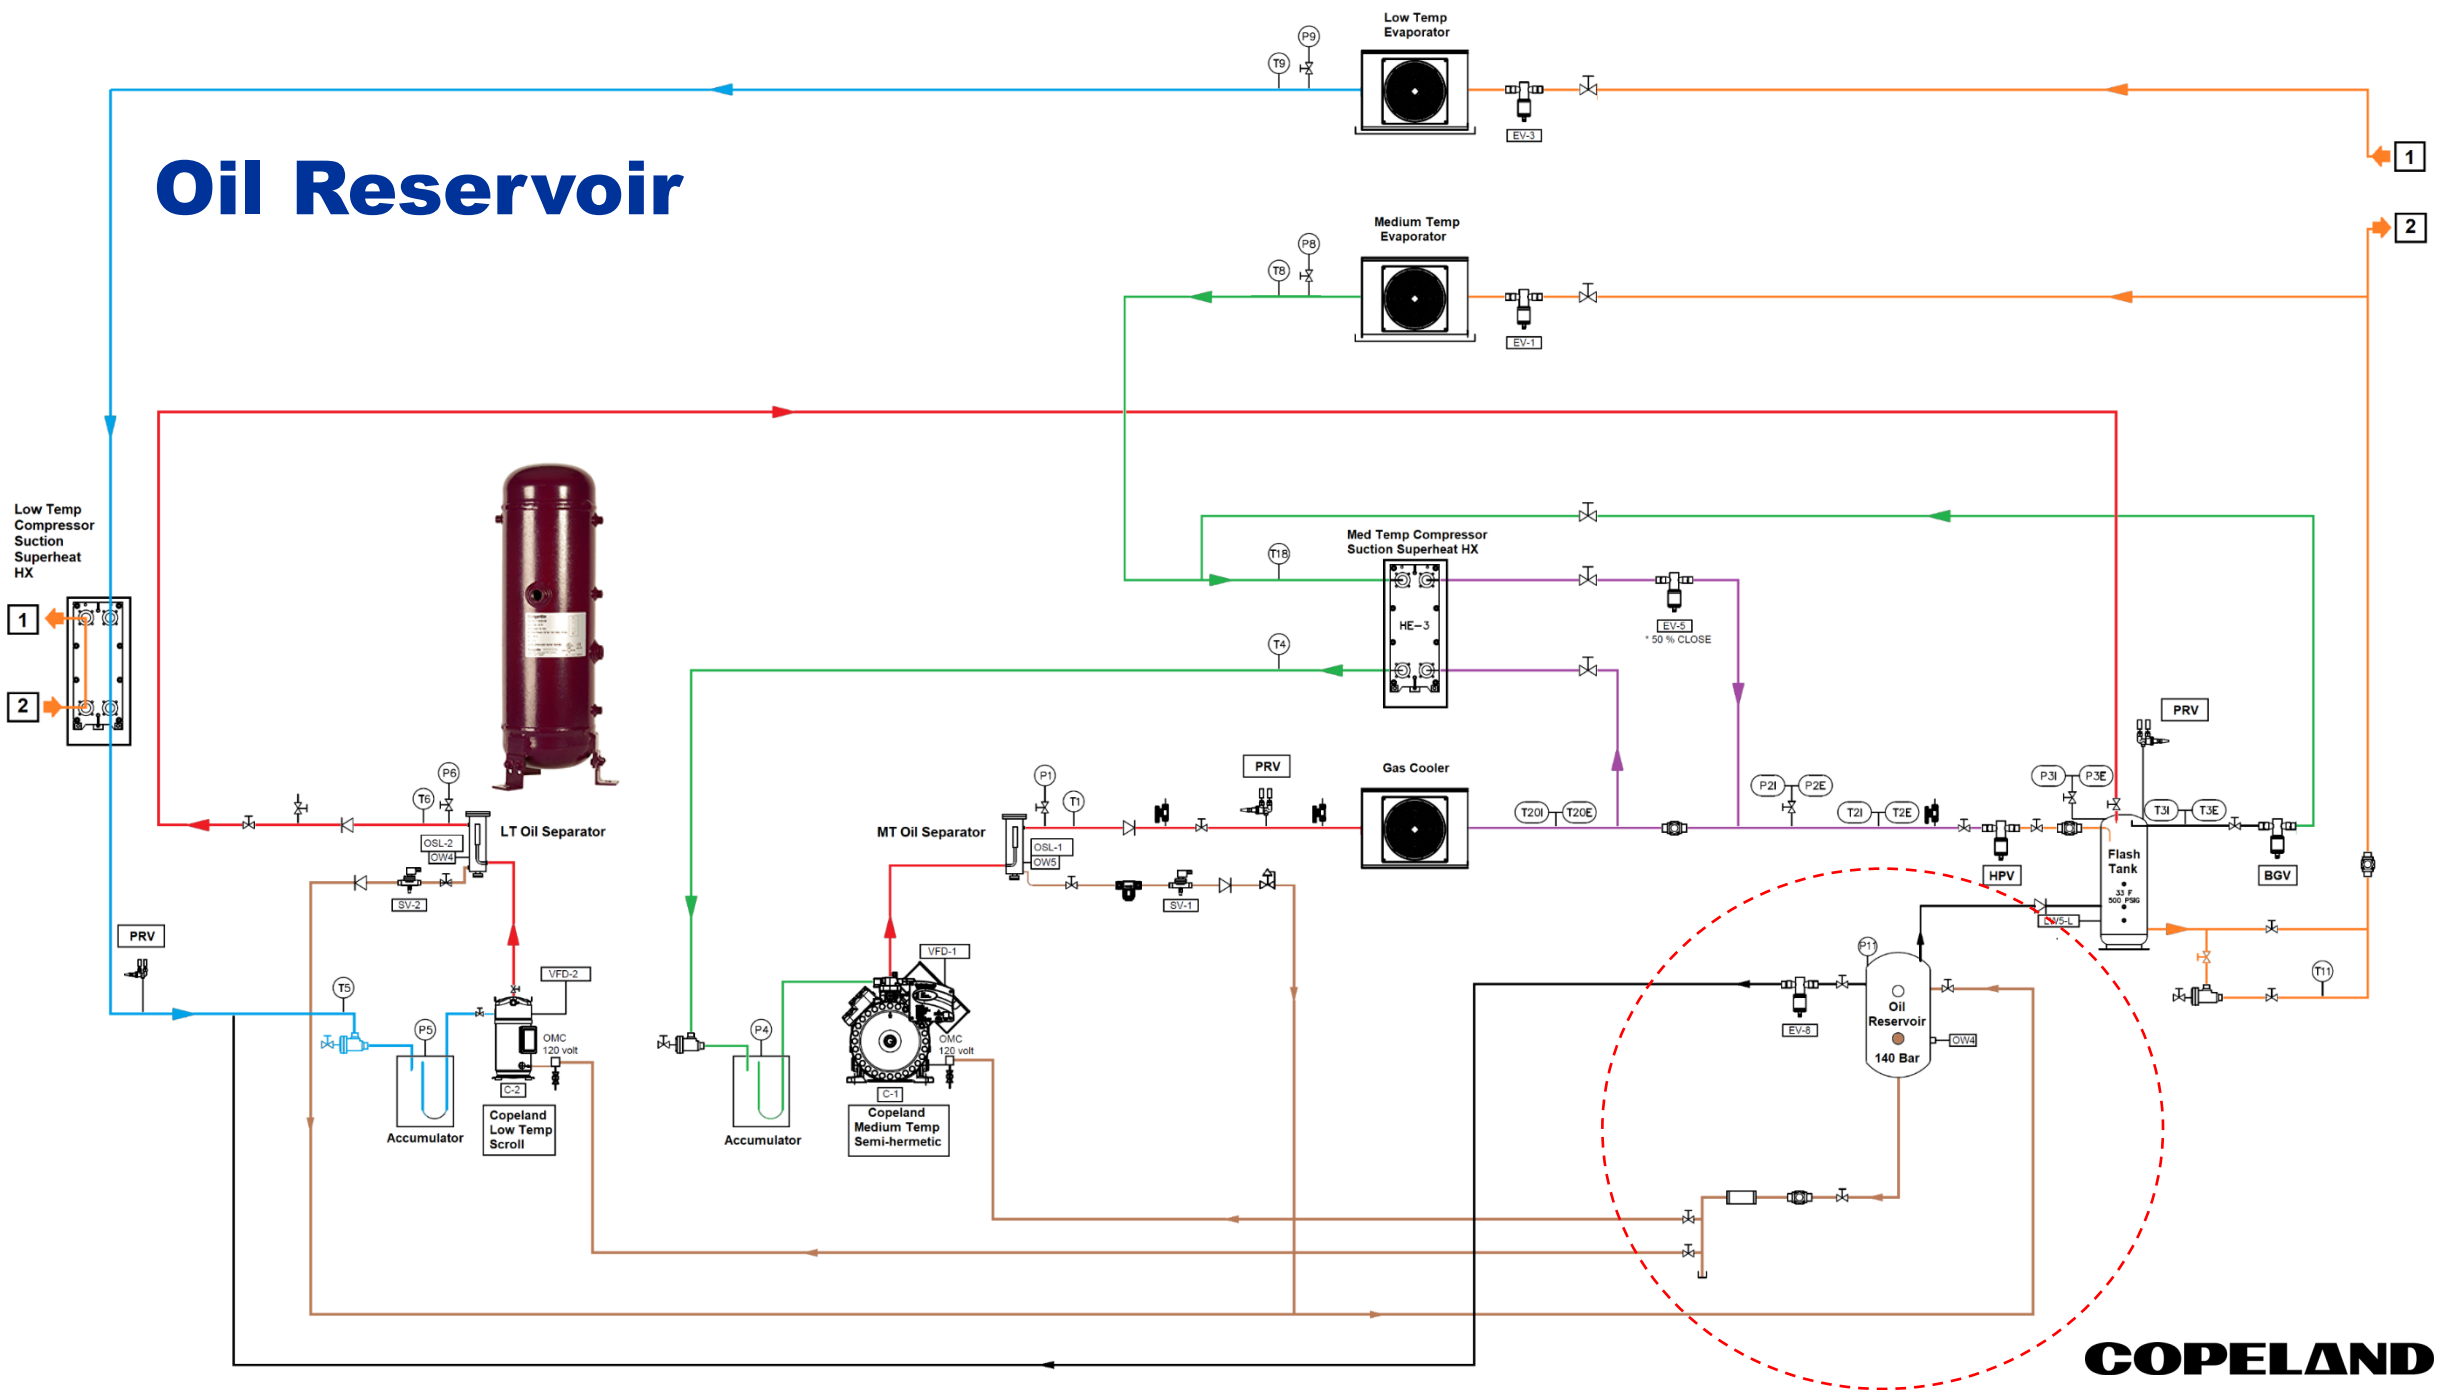 Low Temp
Evaporator
P9
T9
EV-3
1
Oil Reservoir
2
Medium Temp
Evaporator
P8
T8
EV-1
Low Temp
Compressor
Suction
Superheat
HX
1
2
Med Temp Compressor
Suction Superheat HX
T18
HE-3
EV-5
* 50 % CLOSE
T4
PRV
P6
T6
LT Oil Separator
OSL-2
OW4
SV-2
P1
T1
MT Oil Separator
OSL-1
OW5
SV-1
PRV
Gas Cooler
T20I
T20E
P2I
P2E
T2I
T2E
P3I
P3E
T3I
T3E
HPV
Flash
Tank
33 F
500 PSIG
BGV
LW5-L
PRV
T5
P5
VFD-2
OMC
120 volt
C-2
Accumulator
Copeland
Low Temp
Scroll
P4
VFD-1
OMC
120 volt
C-1
Accumulator
Copeland
Medium Temp
Semi-hermetic
P11
EV-8
Oil
Reservoir
140 Bar
OW4
T11
COPELAND